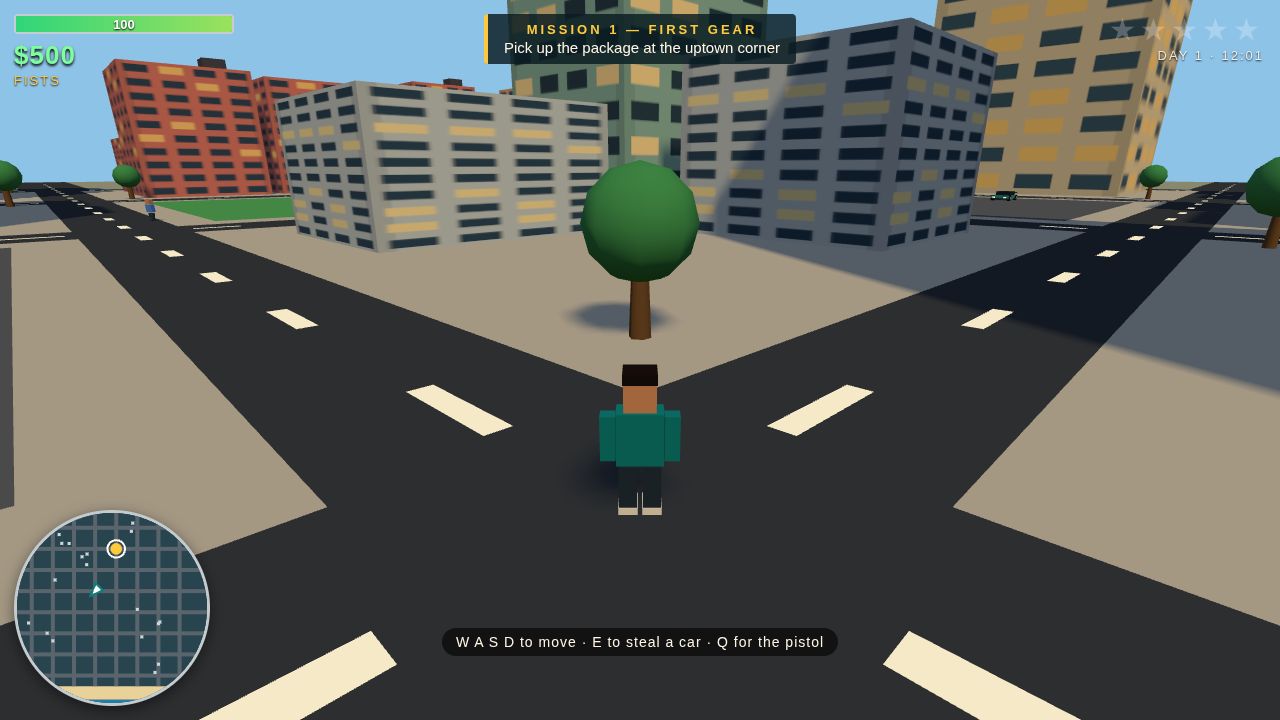 100
$500
FISTS
MISSION 1 — FIRST GEAR
Pick up the package at the uptown corner
DAY 1 · 12:01
W A S D to move · E to steal a car · Q for the pistol